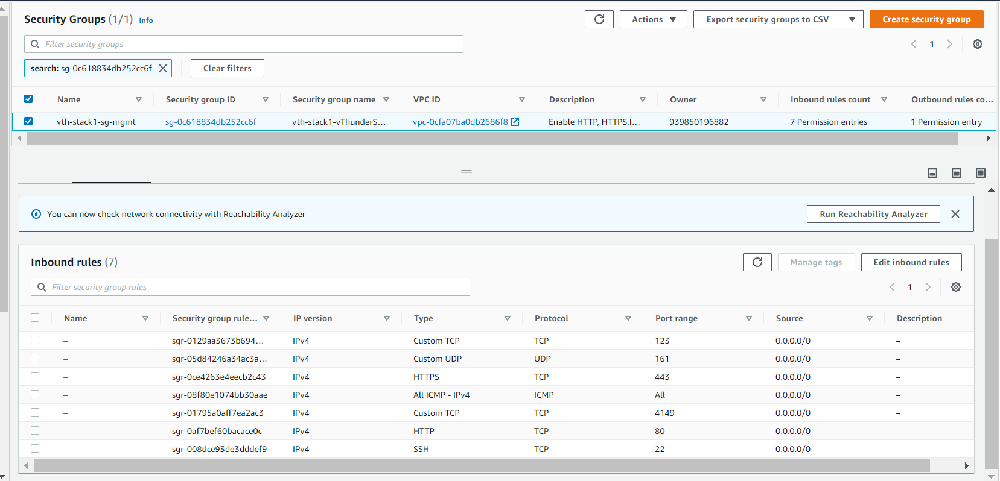 Security Groups (1/1) Info Actions Export security groups to CSV Create security group
Filter security groups 1
search: sg-0c618834db252cc6f Clear filters
Name Security group ID Security group name VPC ID Description Owner Inbound rules count Outbound rules co...
vth-stack1-sg-mgmt sg-0c618834db252cc6f vth-stack1-vThunderS... vpc-0cfa07ba0db2686f8 Enable HTTP, HTTPS,I... 939850196882 7 Permission entries 1 Permission entry
You can now check network connectivity with Reachability Analyzer Run Reachability Analyzer
Inbound rules (7) Manage tags Edit inbound rules
Filter security group rules 1
Name Security group rule... IP version Type Protocol Port range Source Description
– sgr-0129aa3673b694... IPv4 Custom TCP TCP 123 0.0.0.0/0 –
– sgr-05d84246a34ac3a... IPv4 Custom UDP UDP 161 0.0.0.0/0 –
– sgr-0ce4263e4eecb2c43 IPv4 HTTPS TCP 443 0.0.0.0/0 –
– sgr-08f80e1074bb30aae IPv4 All ICMP - IPv4 ICMP All 0.0.0.0/0 –
– sgr-01795a0aff7ea2ac3 IPv4 Custom TCP TCP 4149 0.0.0.0/0 –
– sgr-0af7bef60bacace0c IPv4 HTTP TCP 80 0.0.0.0/0 –
– sgr-008dce93de3dddef9 IPv4 SSH TCP 22 0.0.0.0/0 –